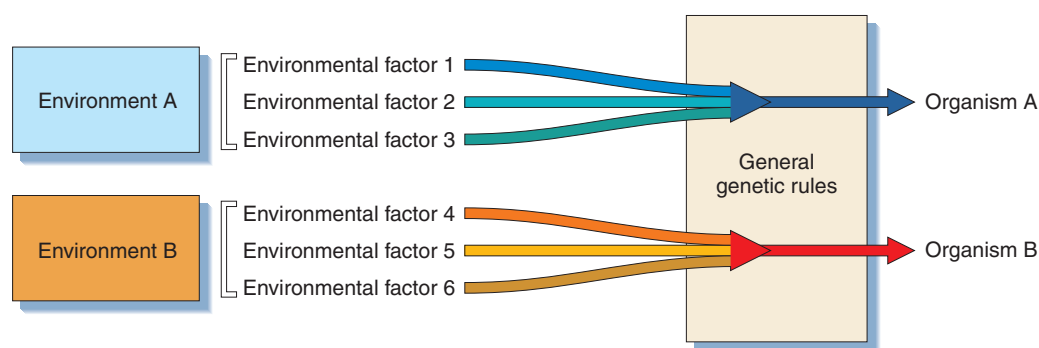 Environment A
Environmental factor 1
Environmental factor 2
Environmental factor 3
Organism A
General
genetic rules
Environment B
Environmental factor 4
Environmental factor 5
Environmental factor 6
Organism B